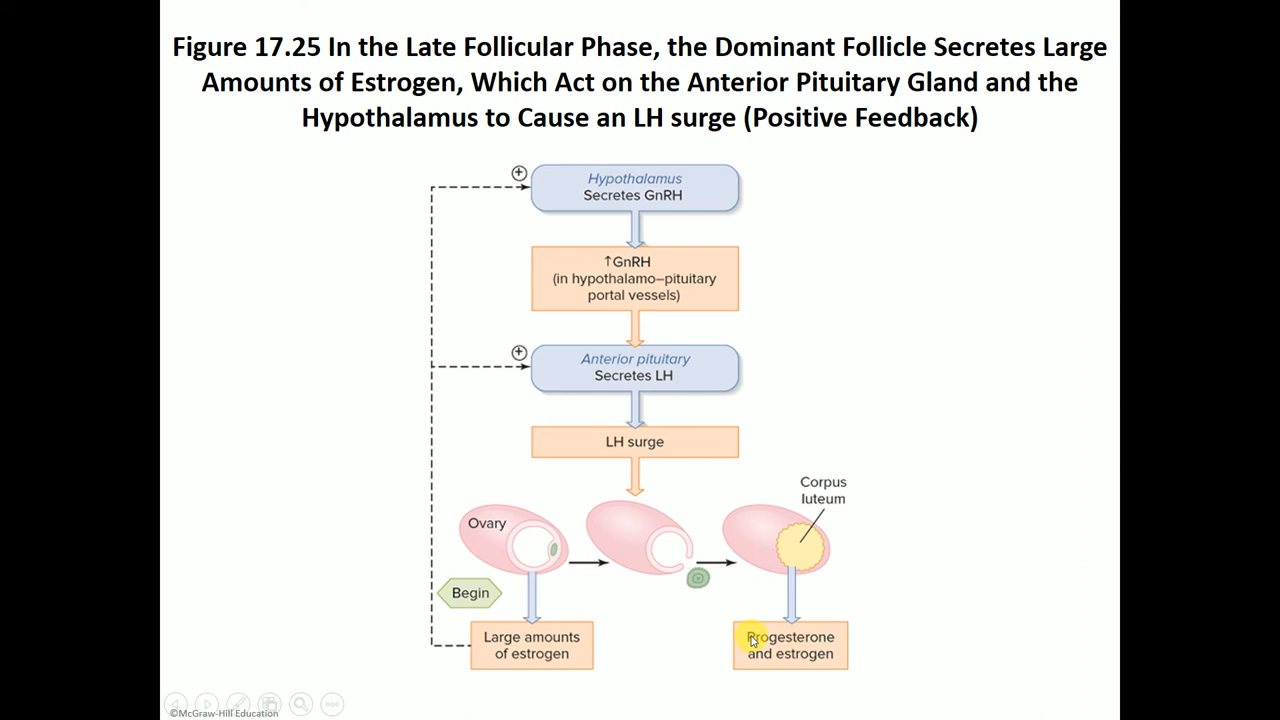 Figure 17.25 In the Late Follicular Phase, the Dominant Follicle Secretes Large
Amounts of Estrogen, Which Act on the Anterior Pituitary Gland and the
Hypothalamus to Cause an LH surge (Positive Feedback)
+
Hypothalamus
Secretes GnRH
↑GnRH
(in hypothalamo–pituitary
portal vessels)
+
Anterior pituitary
Secretes LH
LH surge
Corpus
luteum
Ovary
Begin
Large amounts
of estrogen
Progesterone
and estrogen
©McGraw-Hill Education